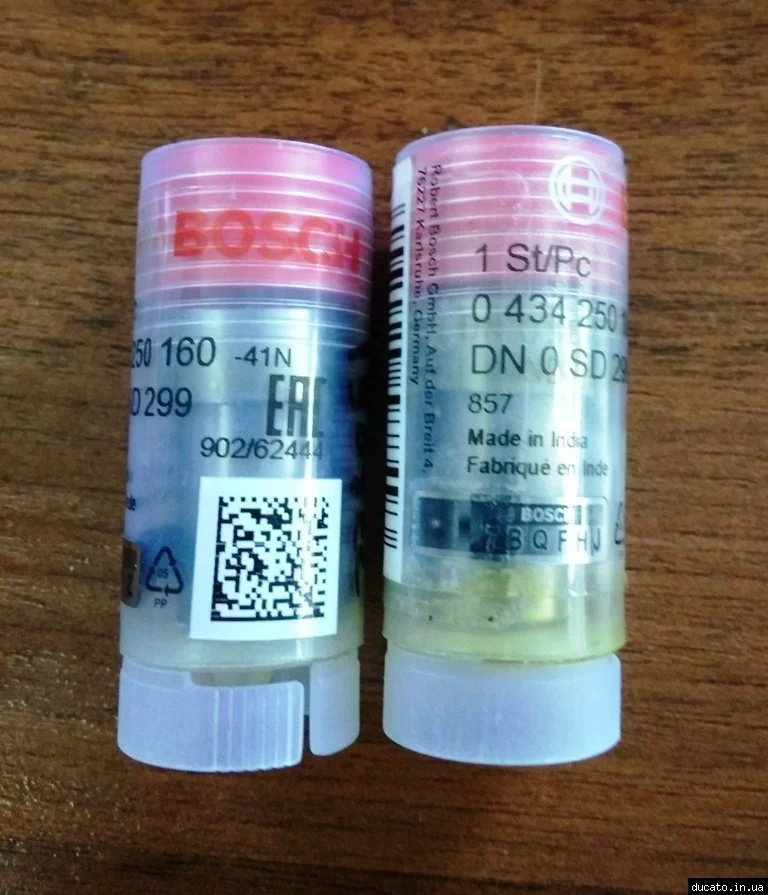 BOSCH
250 160 -41N
D 299
EAC
902/62444
05
PP
Robert Bosch GmbH, Auf der Breit 4,
76227 Karlsruhe, Germany
1 St/Pc
0 434 250
DN 0 SD 29
857
Made in India
Fabriqué en Inde
BOSCH
ducato.in.ua